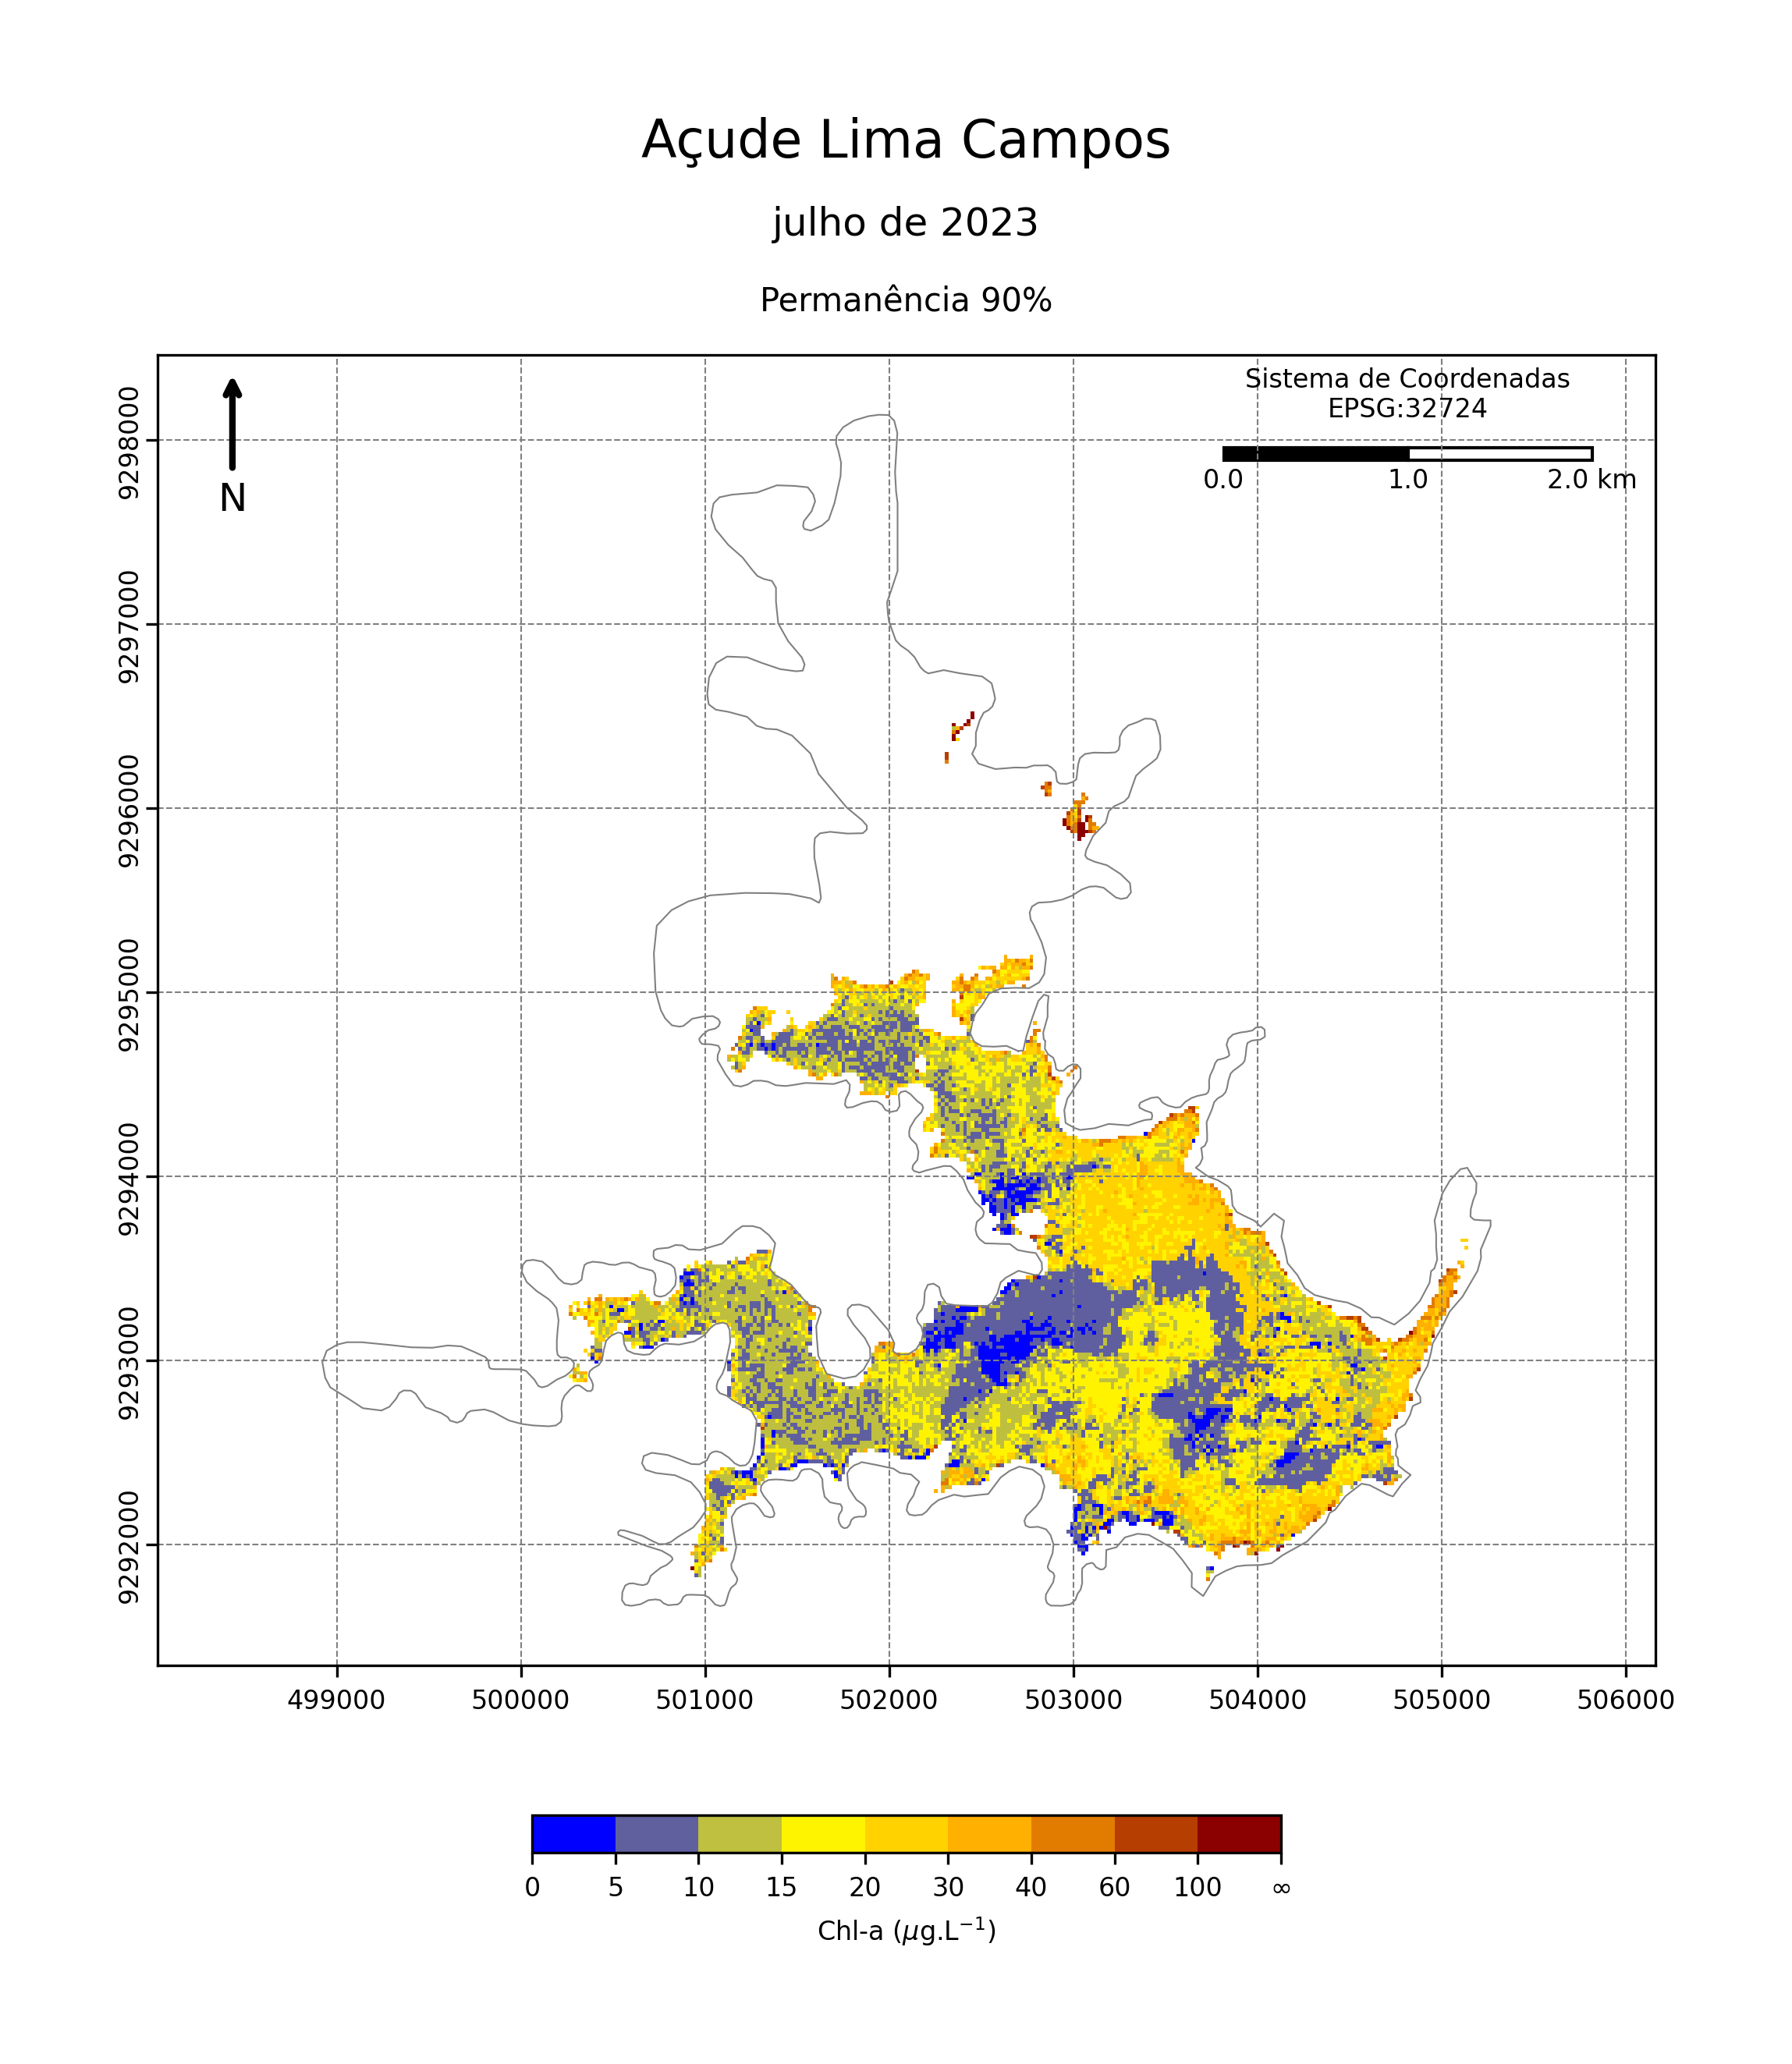 Açude Lima Campos
julho de 2023
Permanência 90%
Sistema de Coordenadas
EPSG:32724
0.0 1.0 2.0 km
N
9298000
9297000
9296000
9295000
9294000
9293000
9292000
499000 500000 501000 502000 503000 504000 505000 506000
0 5 10 15 20 30 40 60 100 ∞
Chl-a (μg.L⁻¹)